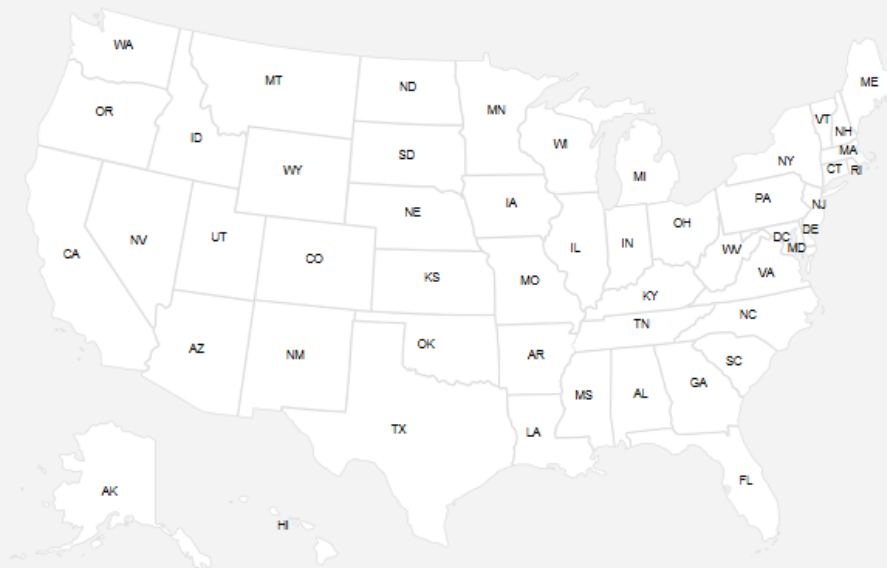 WA
MT
ND
MN
ME
OR
ID
SD
WI
VT
NH
MA
NY
CT
RI
WY
MI
NE
IA
PA
NJ
CA
NV
UT
CO
IL
IN
OH
DE
DC
MD
WV
VA
KS
MO
KY
NC
TN
AZ
NM
OK
AR
SC
MS
AL
GA
TX
LA
FL
AK
HI